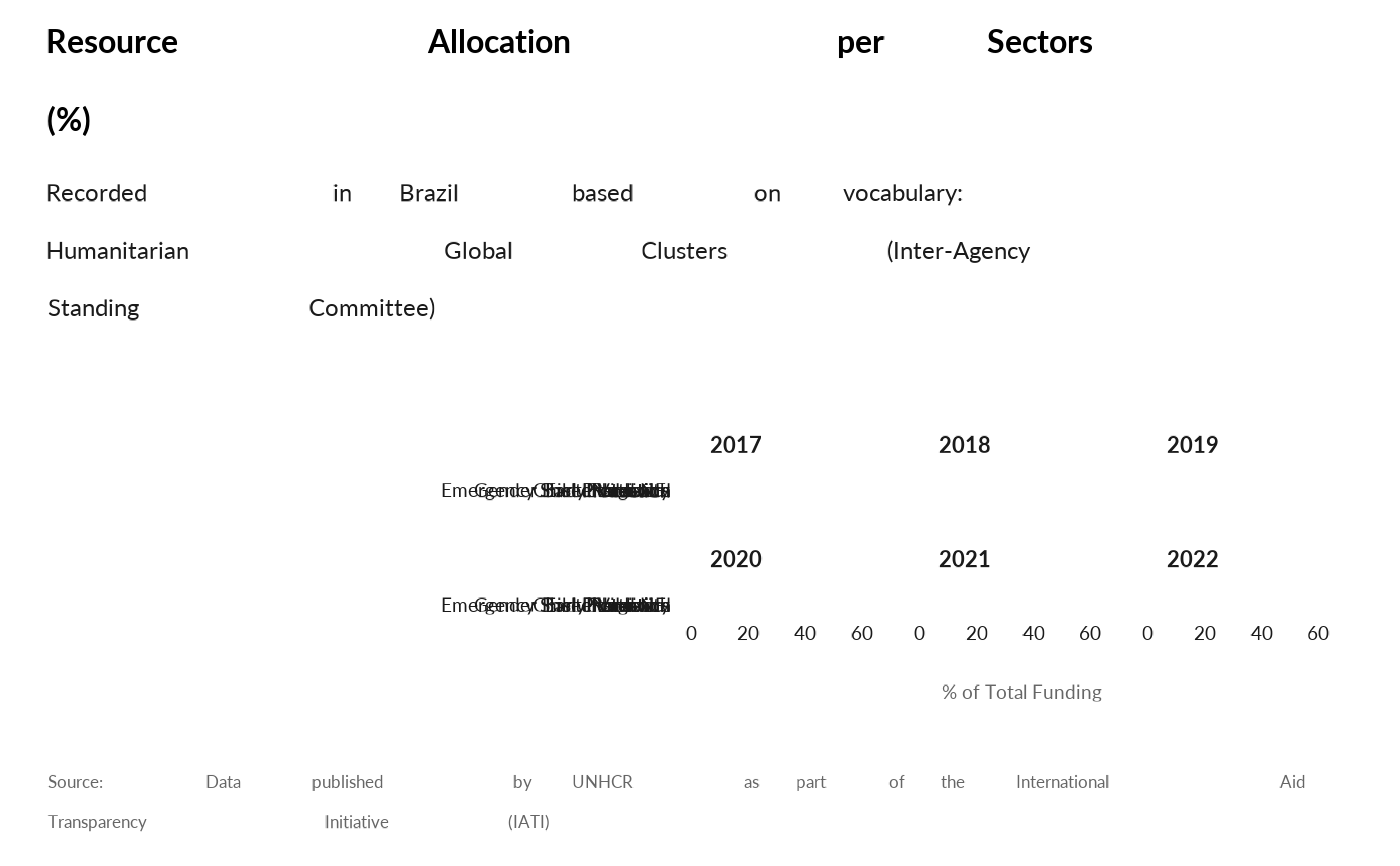 Resource Allocation per Sectors
(%)
Recorded in Brazil based on vocabulary:
Humanitarian Global Clusters (Inter-Agency
Standing Committee)
2017 2018 2019
2020 2021 2022
0 20 40 60 0 20 40 60 0 20 40 60
% of Total Funding
Source: Data published by UNHCR as part of the International Aid
Transparency Initiative (IATI)